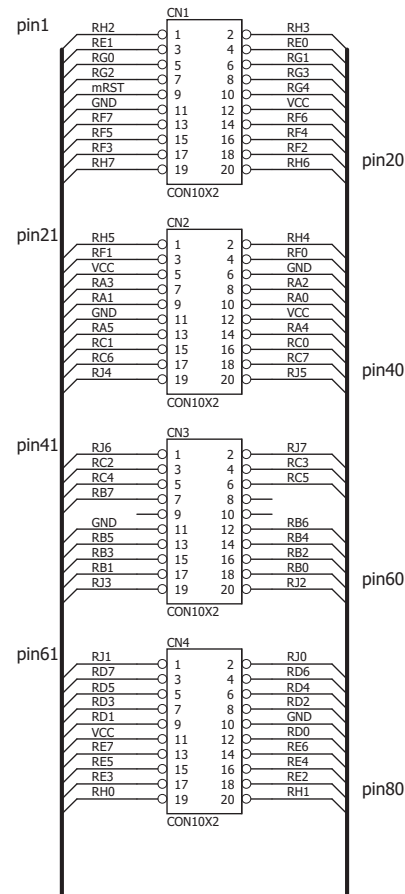 CN1
pin1
RH2 1 2 RH3
RE1 3 4 RE0
RG0 5 6 RG1
RG2 7 8 RG3
mRST 9 10 RG4
GND 11 12 VCC
RF7 13 14 RF6
RF5 15 16 RF4
RF3 17 18 RF2
pin20
RH7 19 20 RH6
CON10X2
CN2
pin21
RH5 1 2 RH4
RF1 3 4 RF0
VCC 5 6 GND
RA3 7 8 RA2
RA1 9 10 RA0
GND 11 12 VCC
RA5 13 14 RA4
RC1 15 16 RC0
RC6 17 18 RC7
pin40
RJ4 19 20 RJ5
CON10X2
CN3
pin41
RJ6 1 2 RJ7
RC2 3 4 RC3
RC4 5 6 RC5
RB7 7 8
9 10
GND 11 12 RB6
RB5 13 14 RB4
RB3 15 16 RB2
RB1 17 18 RB0
pin60
RJ3 19 20 RJ2
CON10X2
CN4
pin61
RJ1 1 2 RJ0
RD7 3 4 RD6
RD5 5 6 RD4
RD3 7 8 RD2
RD1 9 10 GND
VCC 11 12 RD0
RE7 13 14 RE6
RE5 15 16 RE4
RE3 17 18 RE2
pin80
RH0 19 20 RH1
CON10X2